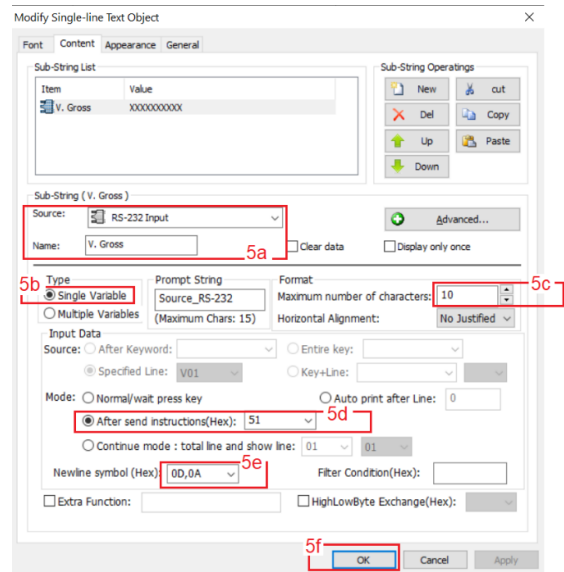 Modify Single-line Text Object
Font Content Appearance General
Sub-String List
Item Value
V. Gross XXXXXXXXXX
Sub-String Operatings
New cut
Del Copy
Up Paste
Down
Sub-String ( V. Gross )
Source: RS-232 Input
Advanced...
Name: V. Gross
5a
Clear data Display only once
5b
Type
Single Variable
Multiple Variables
Prompt String
Source_RS-232
(Maximum Chars: 15)
Format
Maximum number of characters: 10
5c
Horizontal Alignment: No Justified
Input Data
Source: After Keyword: Entire key:
Specified Line: V01 Key+Line:
Mode: Normal/wait press key Auto print after Line: 0
After send instructions(Hex): 51
5d
Continue mode : total line and show line: 01 01
5e
Newline symbol (Hex): 0D,0A Filter Condition(Hex):
Extra Function: HighLowByte Exchange(Hex):
5f
OK Cancel Apply